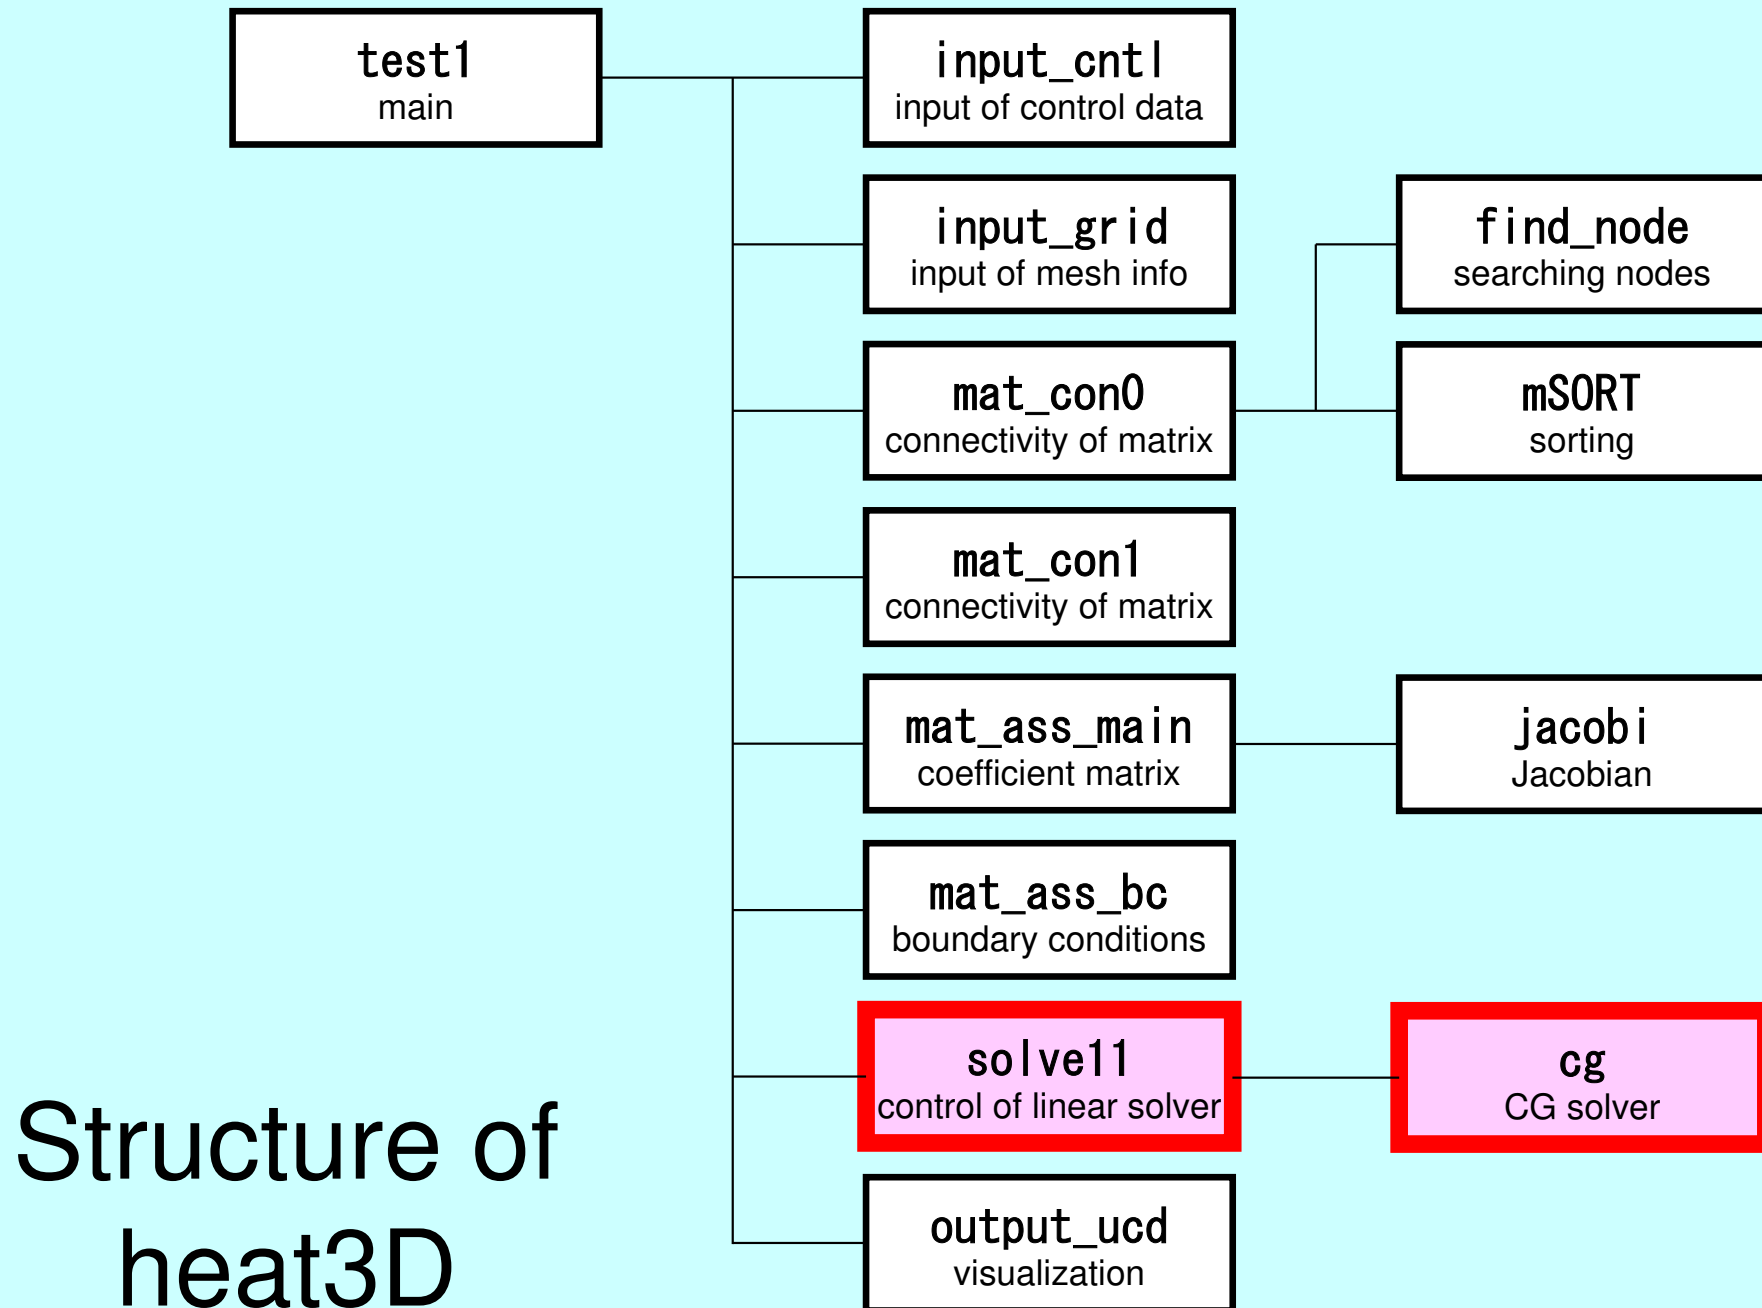 test1
main
input_cntl
input of control data
input_grid
input of mesh info
find_node
searching nodes
mat_con0
connectivity of matrix
mSORT
sorting
mat_con1
connectivity of matrix
mat_ass_main
coefficient matrix
jacobi
Jacobian
mat_ass_bc
boundary conditions
solve11
control of linear solver
cg
CG solver
output_ucd
visualization
Structure of
heat3D